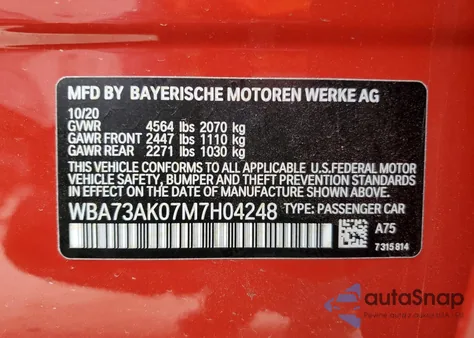 MFD BY BAYERISCHE MOTOREN WERKE AG
10/20
GVWR 4564 lbs 2070 kg
GAWR FRONT 2447 lbs 1110 kg
GAWR REAR 2271 lbs 1030 kg
THIS VEHICLE CONFORMS TO ALL APPLICABLE U.S.FEDERAL MOTOR
VEHICLE SAFETY, BUMPER AND THEFT PREVENTION STANDARDS IN
EFFECT ON THE DATE OF MANUFACTURE SHOWN ABOVE.
WBA73AK07M7H04248 TYPE: PASSENGER CAR
A75
7315814
autoSnap